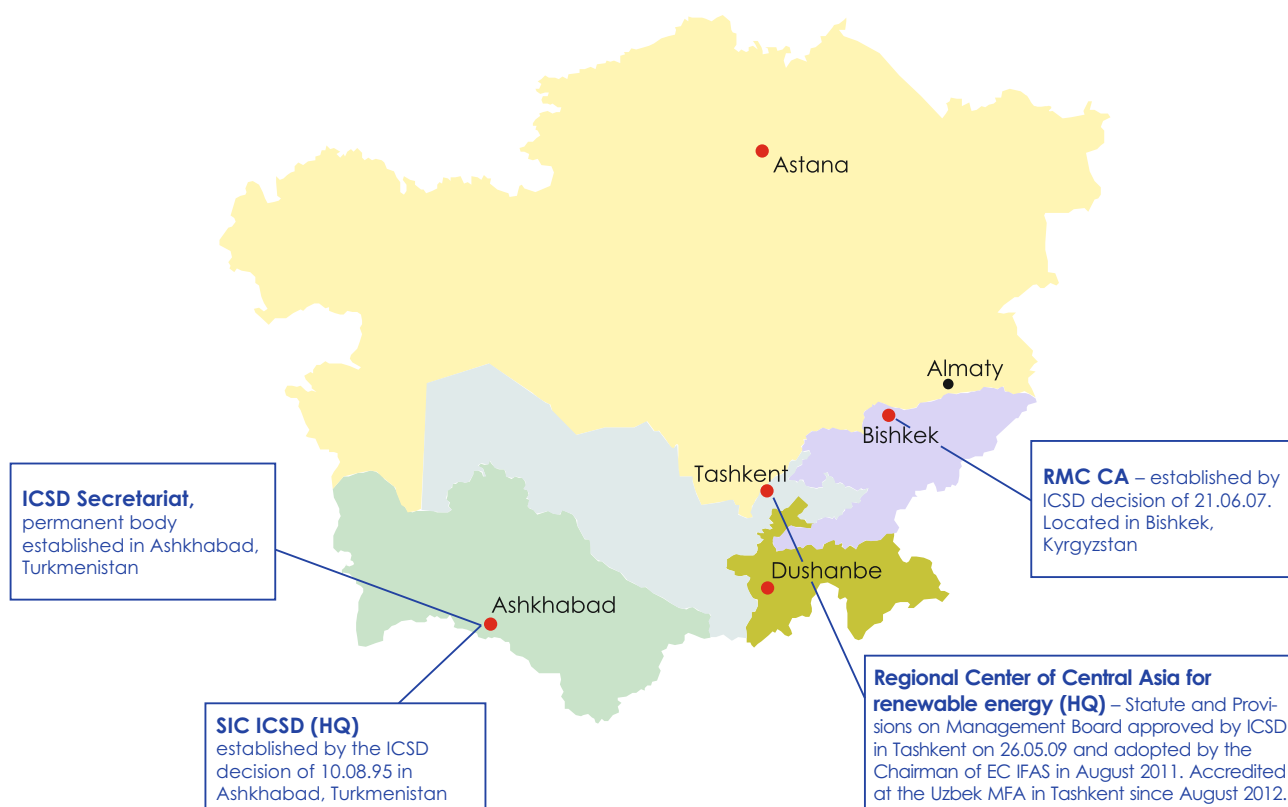 Astana
Almaty
Bishkek
Tashkent
Dushanbe
Ashkhabad
ICSD Secretariat,
permanent body
established in Ashkhabad,
Turkmenistan
RMC CA – established by
ICSD decision of 21.06.07.
Located in Bishkek,
Kyrgyzstan
SIC ICSD (HQ)
established by the ICSD
decision of 10.08.95 in
Ashkhabad, Turkmenistan
Regional Center of Central Asia for
renewable energy (HQ) – Statute and Provi-
sions on Management Board approved by ICSD
in Tashkent on 26.05.09 and adopted by the
Chairman of EC IFAS in August 2011. Accredited
at the Uzbek MFA in Tashkent since August 2012.